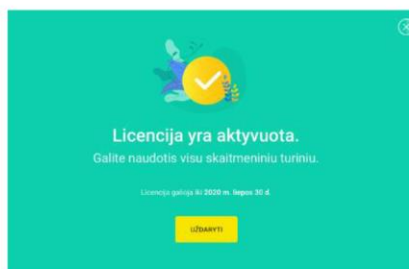 Licencija yra aktyvuota.
Galite naudotis visu skaitmeniniu turiniu.
Licencija galioja iki 2020 m. liepos 30 d.
UŽDARYTI